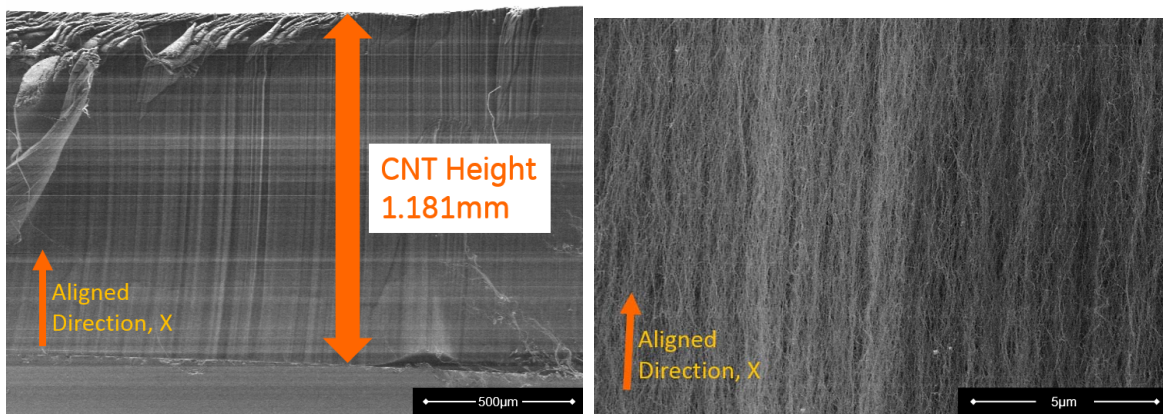 CNT Height
1.181mm
Aligned
Direction, X
500µm
Aligned
Direction, X
5µm